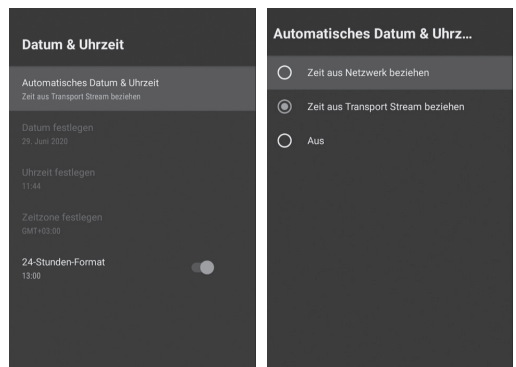 Datum & Uhrzeit
Automatisches Datum & Uhrzeit
Zeit aus Transport Stream beziehen
Datum festlegen
29. Juni 2020
Uhrzeit festlegen
11:44
Zeitzone festlegen
GMT+03:00
24-Stunden-Format
13:00
Automatisches Datum & Uhrz...
Zeit aus Netzwerk beziehen
Zeit aus Transport Stream beziehen
Aus